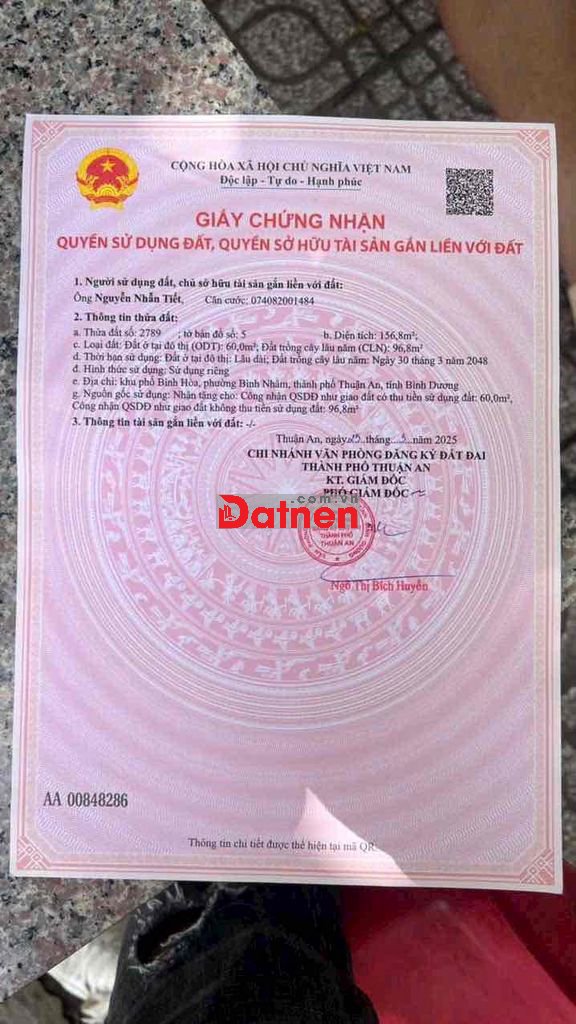 CỘNG HÒA XÃ HỘI CHỦ NGHĨA VIỆT NAM
Độc lập - Tự do - Hạnh phúc
GIẤY CHỨNG NHẬN
QUYỀN SỬ DỤNG ĐẤT, QUYỀN SỞ HỮU TÀI SẢN GẮN LIỀN VỚI ĐẤT
1. Người sử dụng đất, chủ sở hữu tài sản gắn liền với đất:
Ông Nguyễn Nhẫn Tiết, Căn cước: 074082001484
2. Thông tin thửa đất:
a. Thửa đất số: 2789 ; tờ bản đồ số: 5 b. Diện tích: 156,8m²;
c. Loại đất: Đất ở tại đô thị (ODT): 60,0m²; Đất trồng cây lâu năm (CLN): 96,8m²;
d. Thời hạn sử dụng: Đất ở tại đô thị: Lâu dài; Đất trồng cây lâu năm: Ngày 30 tháng 3 năm 2048
đ. Hình thức sử dụng: Sử dụng riêng
e. Địa chỉ: khu phố Bình Hòa, phường Bình Nhâm, thành phố Thuận An, tỉnh Bình Dương
g. Nguồn gốc sử dụng: Nhận tặng cho: Công nhận QSDĐ như giao đất có thu tiền sử dụng đất: 60,0m²,
Công nhận QSDĐ như giao đất không thu tiền sử dụng đất: 96,8m²
3. Thông tin tài sản gắn liền với đất: -/-
Thuận An, ngày tháng năm 2025
CHI NHÁNH VĂN PHÒNG ĐĂNG KÝ ĐẤT ĐAI
THÀNH PHỐ THUẬN AN
KT. GIÁM ĐỐC
PHÓ GIÁM ĐỐC
.com.vn
Datnen
THÀNH PHỐ
THUẬN AN
Ngô Thị Bích Huyền
AA 00848286
Thông tin chi tiết được thể hiện tại mã QR